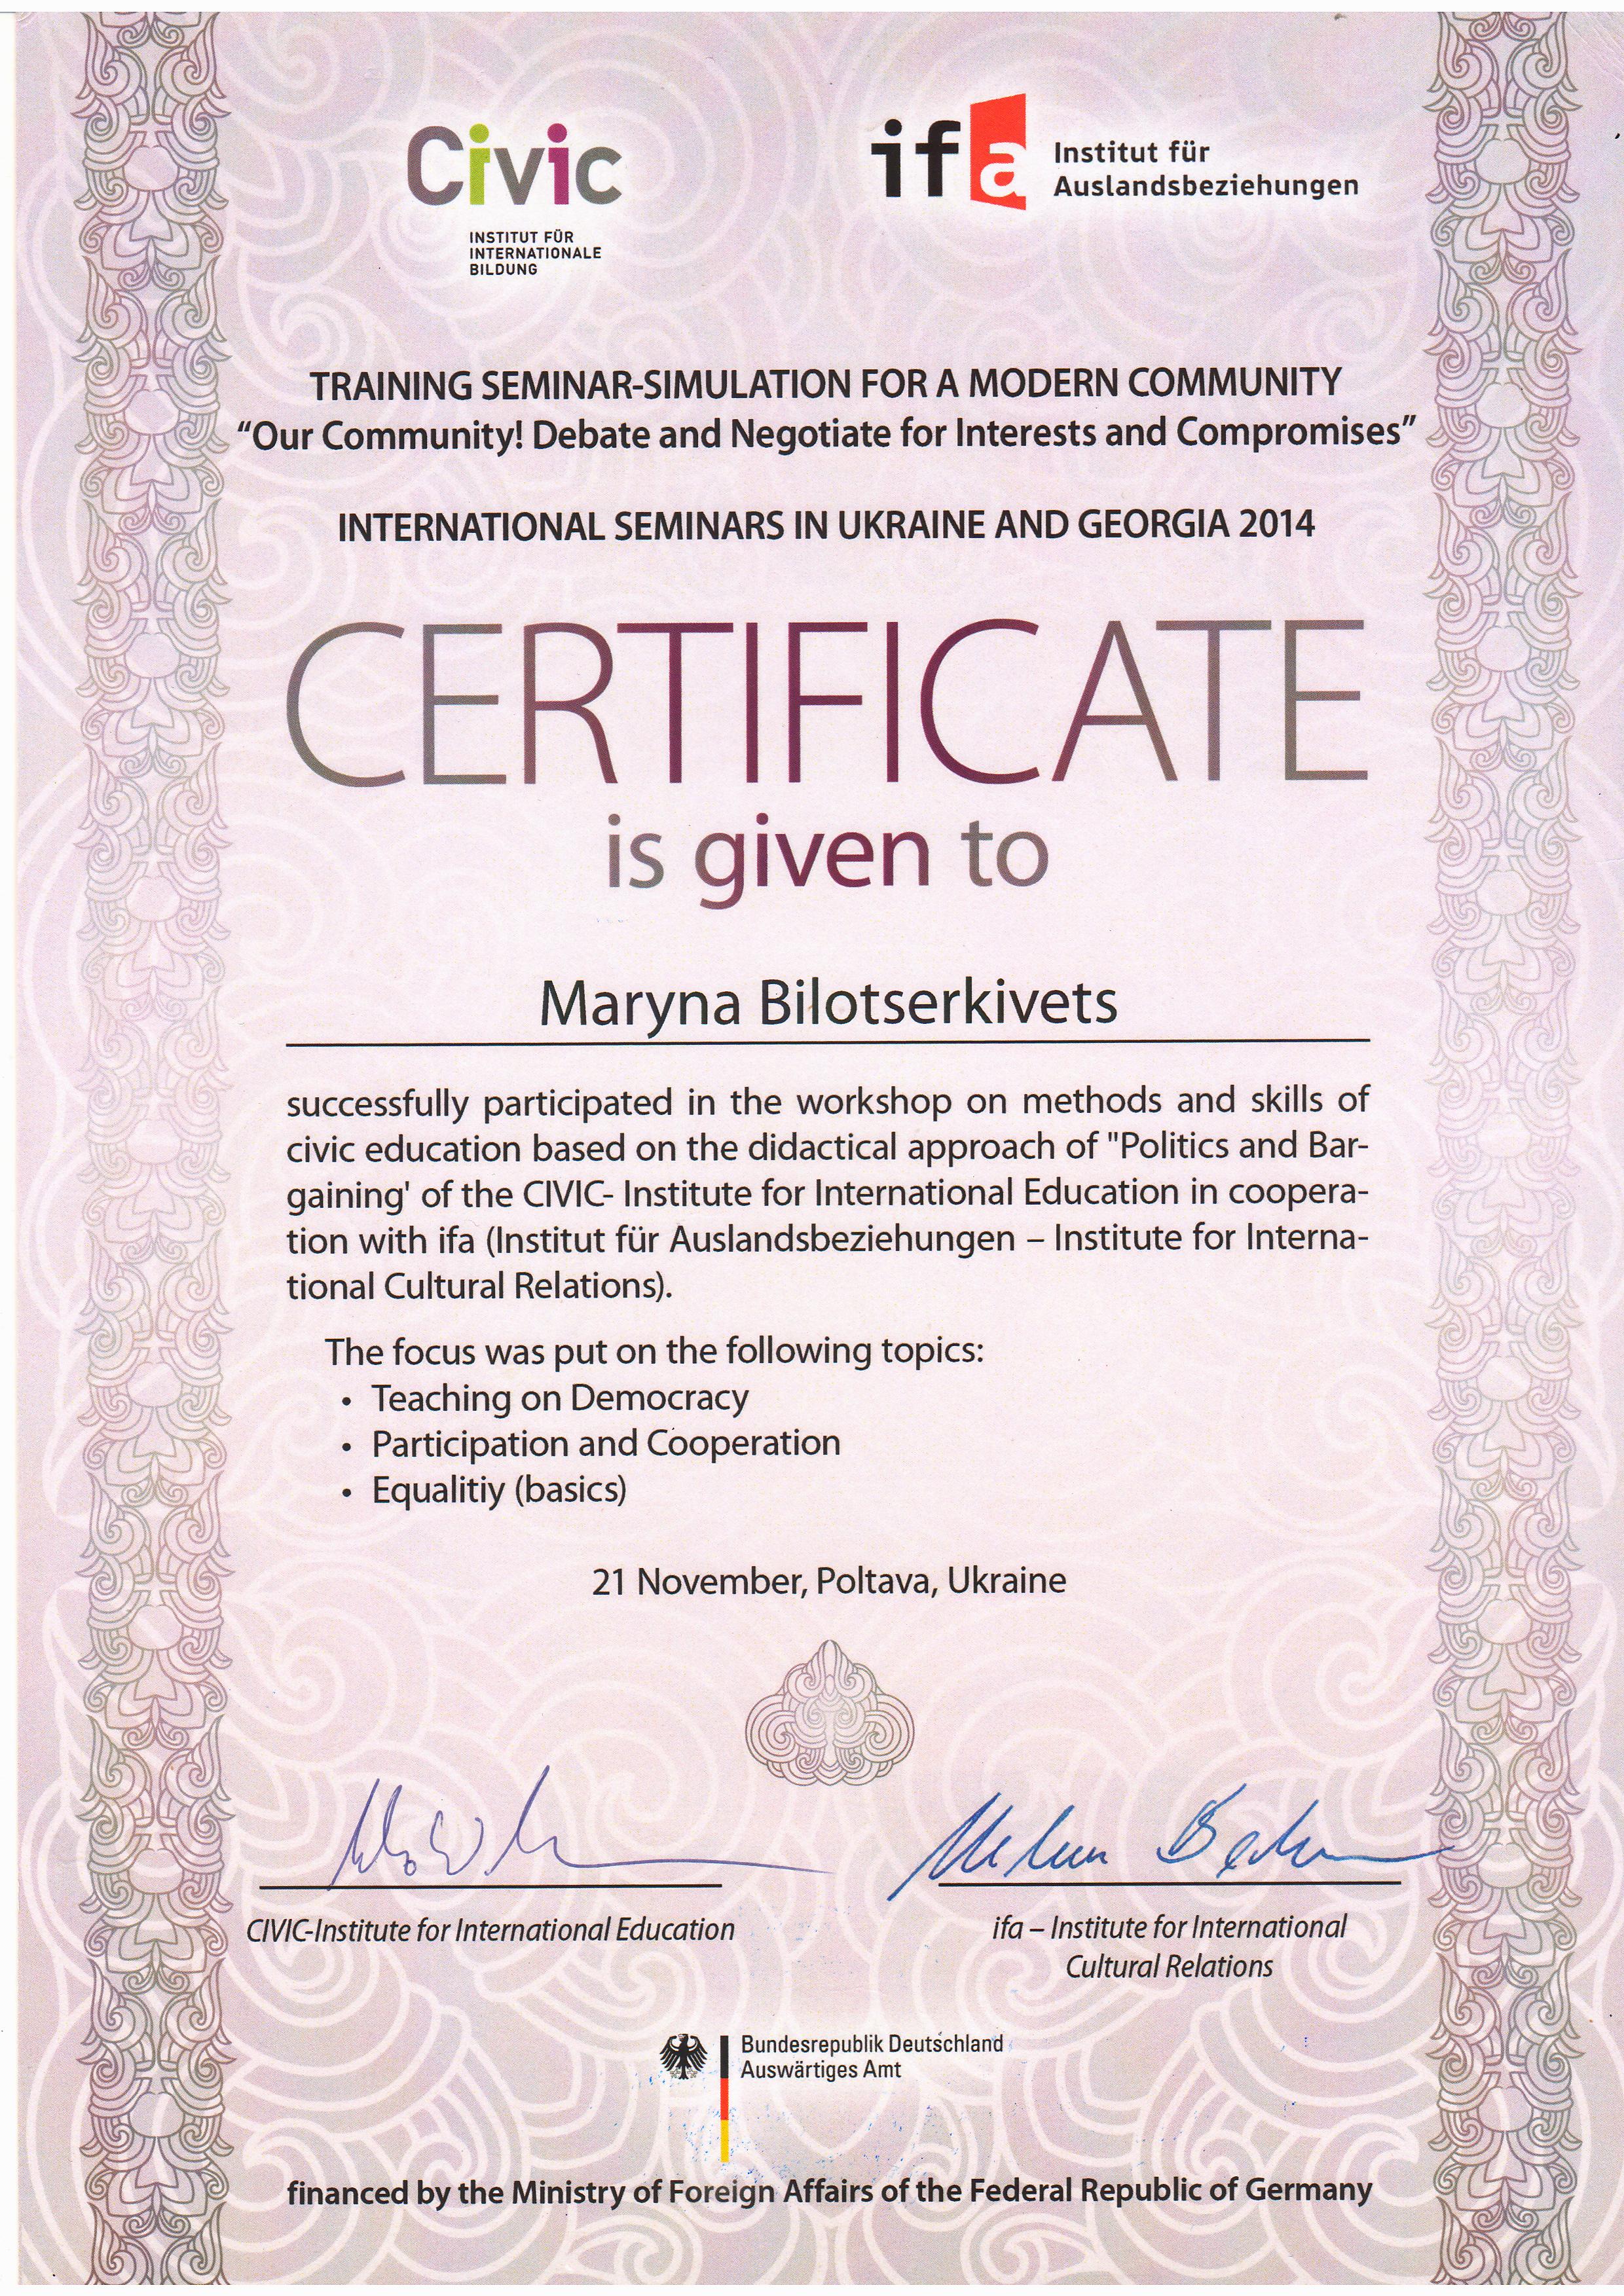 Civic
INSTITUT FÜR
INTERNATIONALE
BILDUNG
ifa
Institut für
Auslandsbeziehungen
TRAINING SEMINAR-SIMULATION FOR A MODERN COMMUNITY
“Our Community! Debate and Negotiate for Interests and Compromises”
INTERNATIONAL SEMINARS IN UKRAINE AND GEORGIA 2014
CERTIFICATE
is given to
Maryna Bilotserkivets
successfully participated in the workshop on methods and skills of
civic education based on the didactical approach of "Politics and Bar-
gaining' of the CIVIC- Institute for International Education in coopera-
tion with ifa (Institut für Auslandsbeziehungen – Institute for Interna-
tional Cultural Relations).
The focus was put on the following topics:
• Teaching on Democracy
• Participation and Cooperation
• Equalitiy (basics)
21 November, Poltava, Ukraine
CIVIC-Institute for International Education
ifa – Institute for International
Cultural Relations
Bundesrepublik Deutschland
Auswärtiges Amt
financed by the Ministry of Foreign Affairs of the Federal Republic of Germany